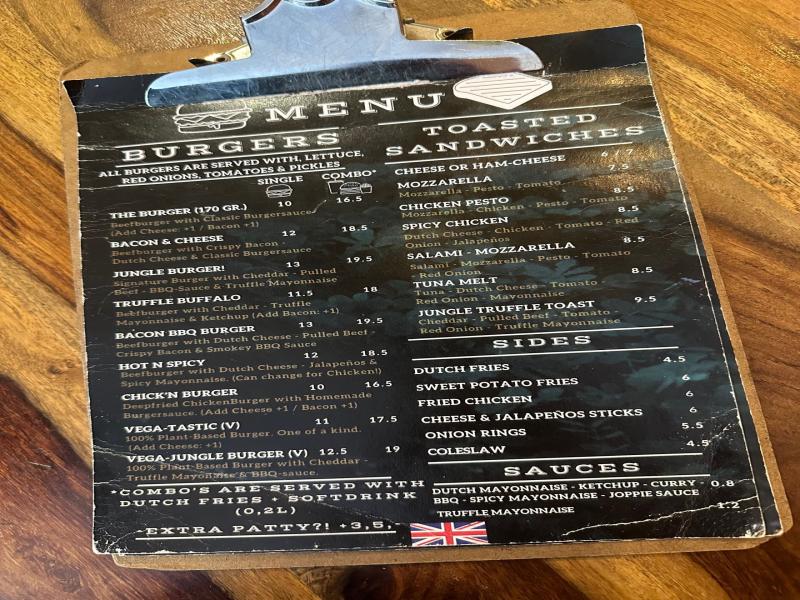 MENU
BURGERS
ALL BURGERS ARE SERVED WITH, LETTUCE,
RED ONIONS, TOMATOES & PICKLES
SINGLE COMBO*
THE BURGER (170 GR.) 10 16.5
Beefburger with Classic Burgersauce
(Add Cheese: +1 / Bacon +1)
BACON & CHEESE 12 18.5
Beefburger with Crispy Bacon -
Dutch Cheese & Classic Burgersauce
JUNGLE BURGER! 13 19.5
Signature Burger with Cheddar - Pulled
Beef - BBQ-Sauce & Truffle Mayonnaise
TRUFFLE BUFFALO 11.5 18
Beefburger with Cheddar - Truffle
Mayonnaise & Ketchup (Add Bacon: +1)
BACON BBQ BURGER 13 19.5
Beefburger with Dutch Cheese - Pulled Beef -
Crispy Bacon & Smokey BBQ Sauce
HOT N SPICY 12 18.5
Beefburger with Dutch Cheese - Jalapeños &
Spicy Mayonnaise. (Can change for Chicken!)
CHICK'N BURGER 10 16.5
Deepfried ChickenBurger with Homemade
Burgersauce. (Add Cheese +1 / Bacon +1)
VEGA-TASTIC (V) 11 17.5
100% Plant-Based Burger. One of a kind.
(Add Cheese: +1)
VEGA-JUNGLE BURGER (V) 12.5 19
100% Plant-Based Burger with Cheddar -
Truffle Mayonaise & BBQ-sauce.
*COMBO'S ARE SERVED WITH
DUTCH FRIES + SOFTDRINK
(0,2L)
EXTRA PATTY?! +3,5,
TOASTED
SANDWICHES
CHEESE OR HAM-CHEESE 6 / 7
MOZZARELLA 7.5
Mozzarella - Pesto - Tomato
CHICKEN PESTO 8.5
Mozzarella - Chicken - Pesto - Tomato
SPICY CHICKEN 8.5
Dutch Cheese - Chicken - Tomato - Red
Onion - Jalapeños
SALAMI - MOZZARELLA 8.5
Salami - Mozzarella - Pesto - Tomato
- Red Onion
TUNA MELT 8.5
Tuna - Dutch Cheese - Tomato -
Red Onion - Mayonnaise
JUNGLE TRUFFLE TOAST 9.5
Cheddar - Pulled Beef - Tomato -
Red Onion - Truffle Mayonnaise
SIDES
DUTCH FRIES 4.5
SWEET POTATO FRIES 6
FRIED CHICKEN 6
CHEESE & JALAPEÑOS STICKS 6
ONION RINGS 5.5
COLESLAW 4.5
SAUCES
DUTCH MAYONNAISE - KETCHUP - CURRY - 0.8
BBQ - SPICY MAYONNAISE - JOPPIE SAUCE
TRUFFLE MAYONNAISE 1.2